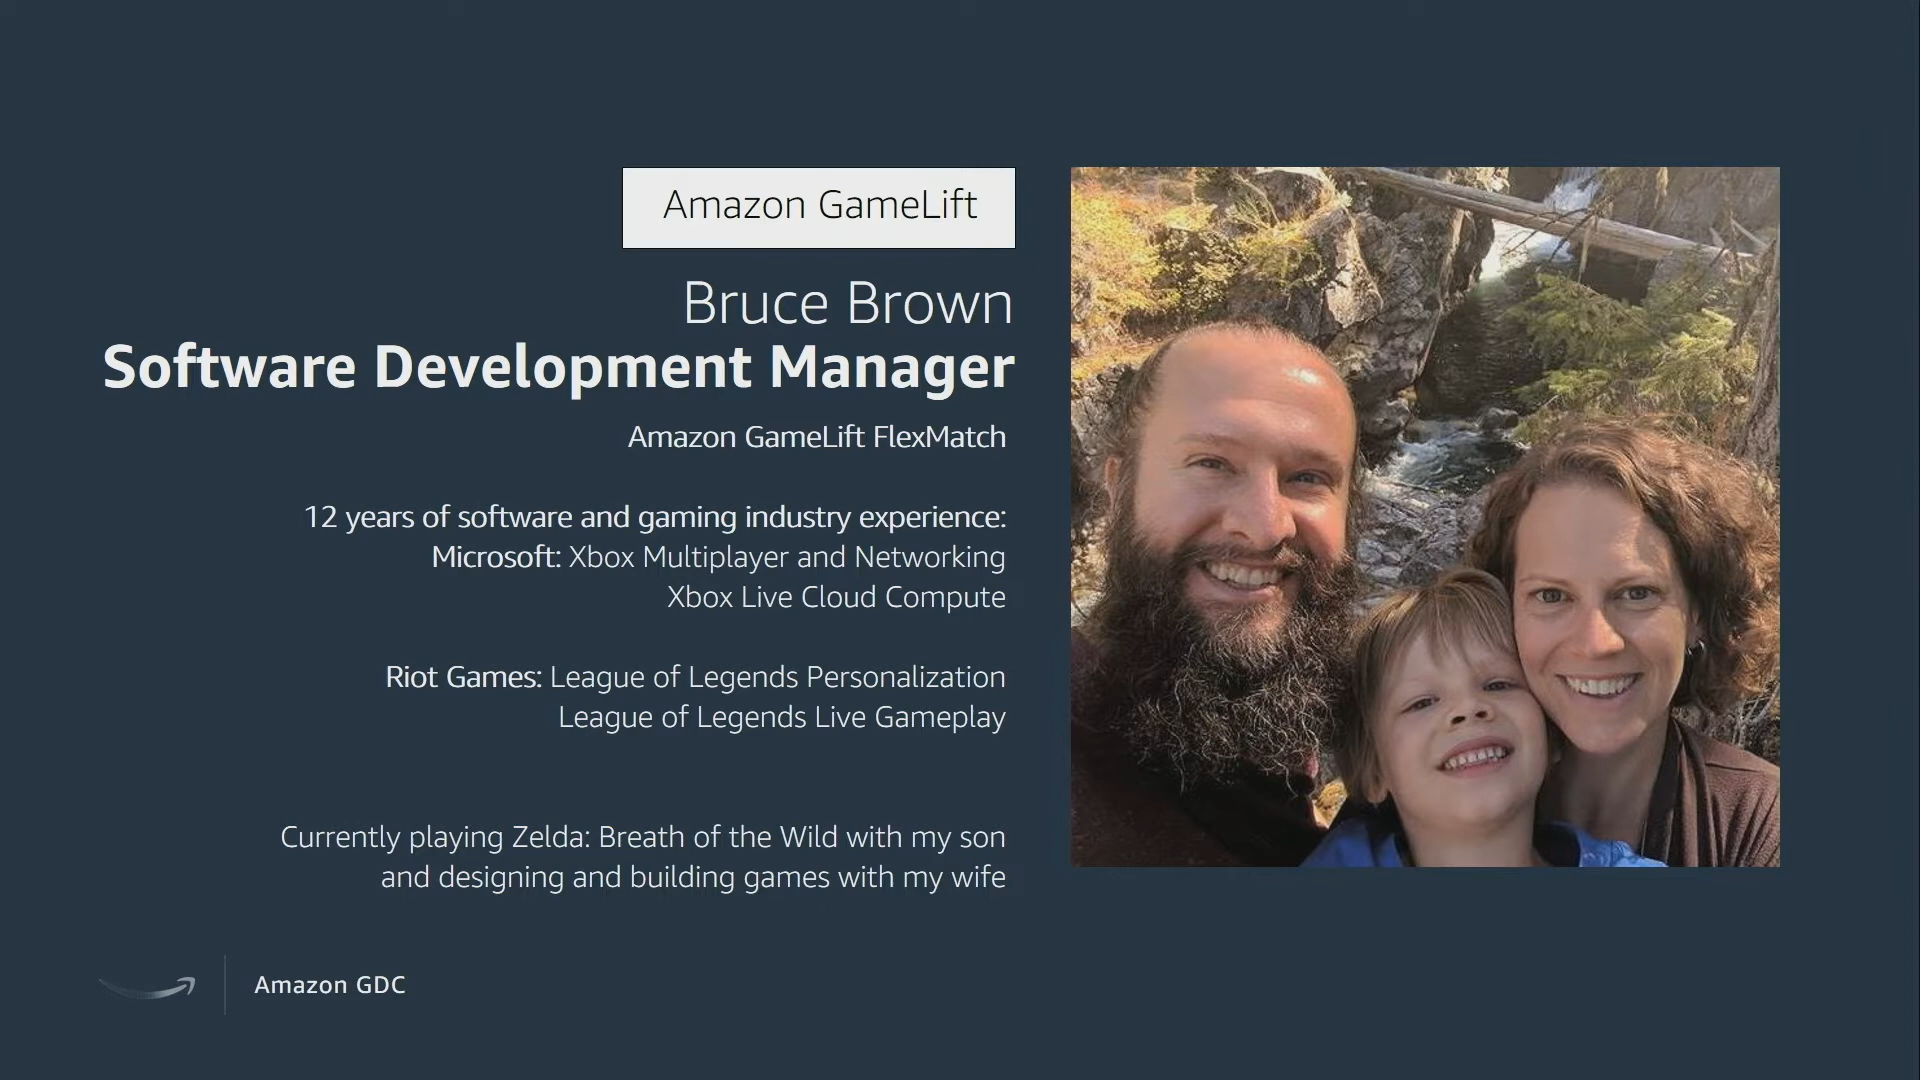 Amazon GameLift
Bruce Brown
Software Development Manager
Amazon GameLift FlexMatch
12 years of software and gaming industry experience:
Microsoft: Xbox Multiplayer and Networking
Xbox Live Cloud Compute
Riot Games: League of Legends Personalization
League of Legends Live Gameplay
Currently playing Zelda: Breath of the Wild with my son
and designing and building games with my wife
Amazon GDC